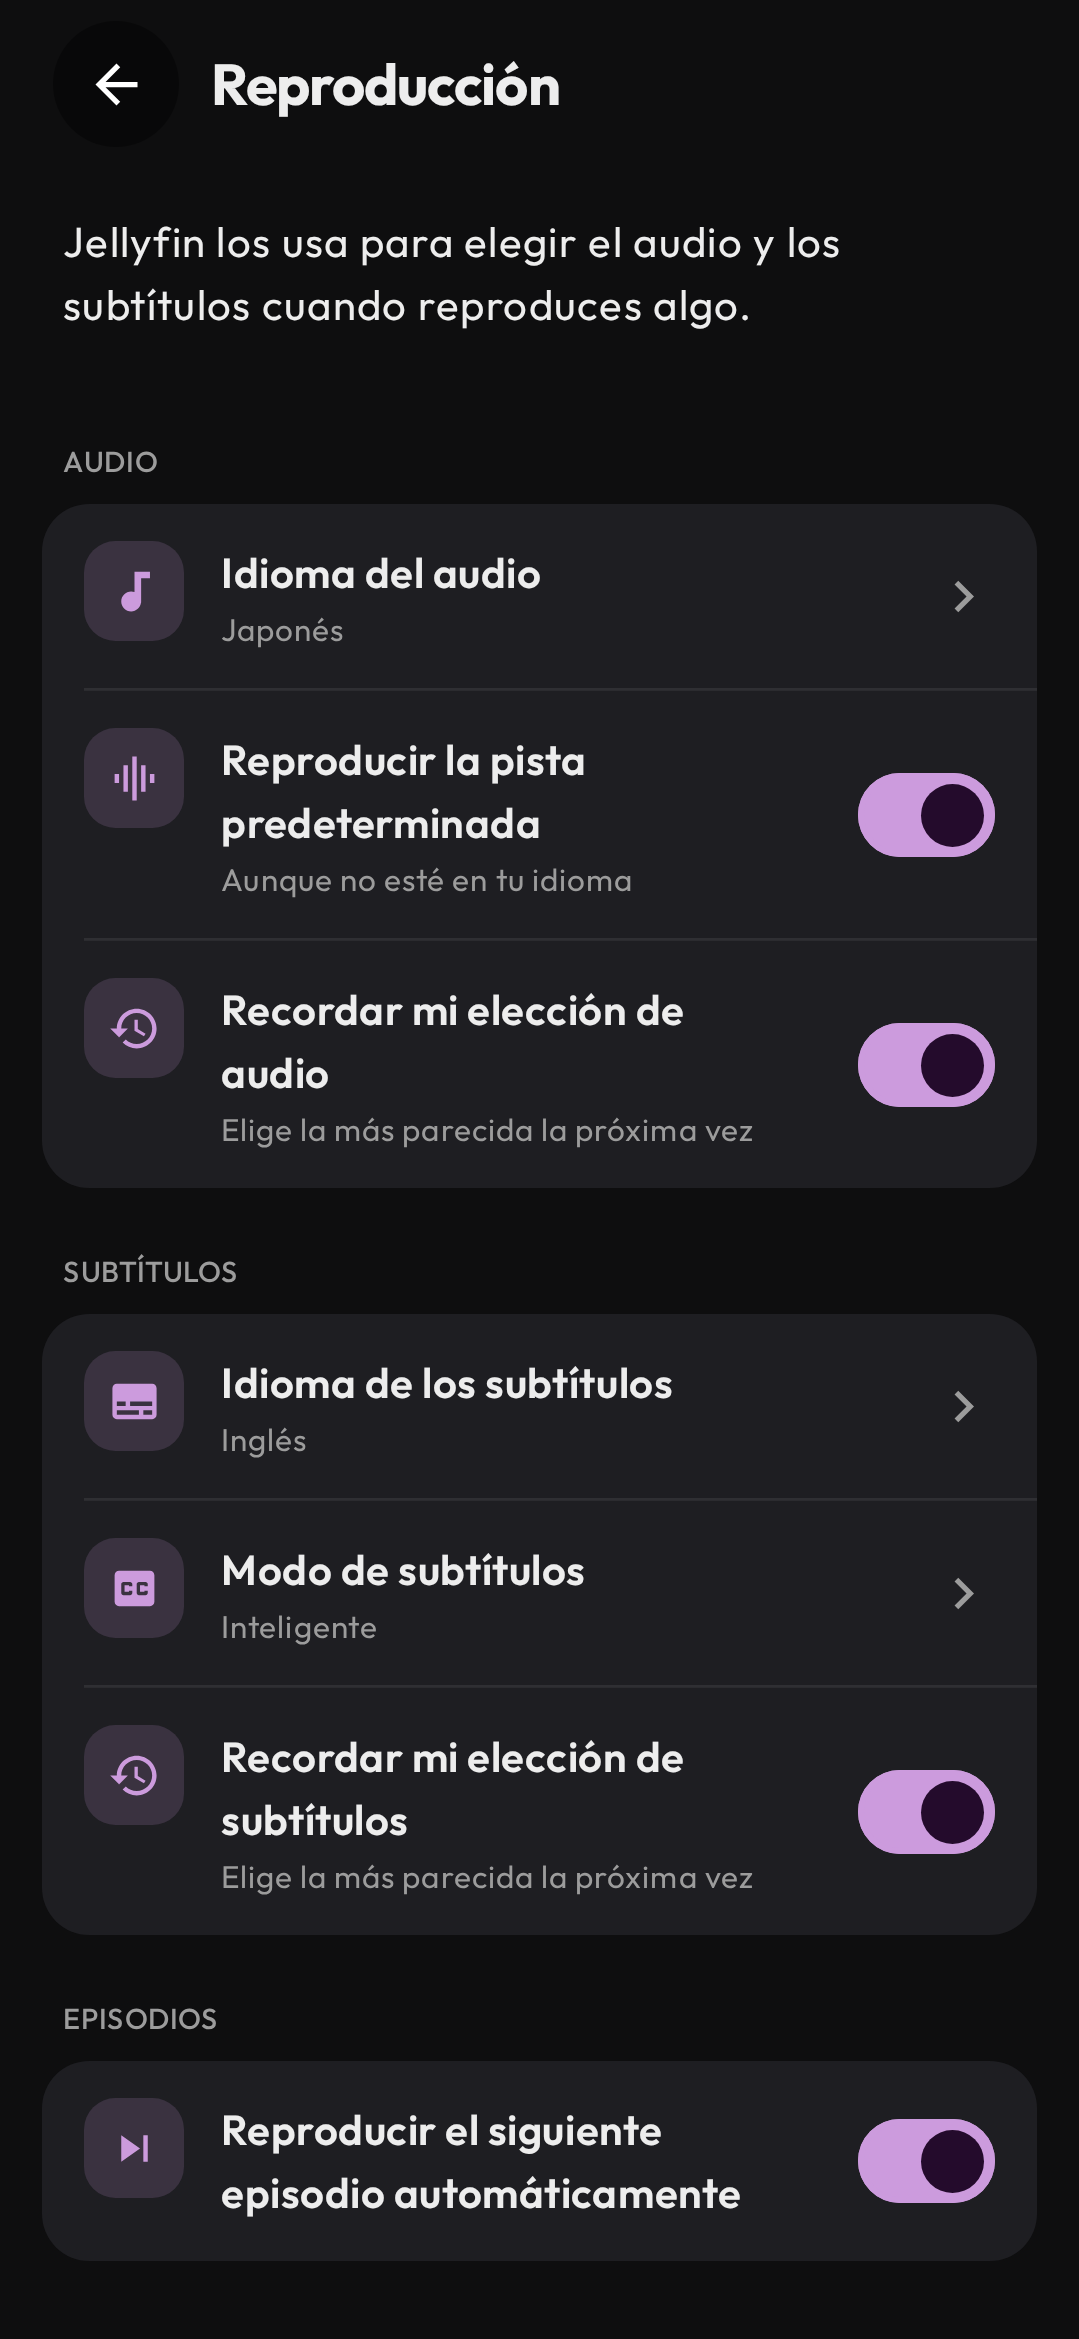 Reproducción
Jellyfin los usa para elegir el audio y los
subtítulos cuando reproduces algo.
AUDIO
Idioma del audio
Japonés
Reproducir la pista
predeterminada
Aunque no esté en tu idioma
Recordar mi elección de
audio
Elige la más parecida la próxima vez
SUBTÍTULOS
Idioma de los subtítulos
Inglés
CC
Modo de subtítulos
Inteligente
Recordar mi elección de
subtítulos
Elige la más parecida la próxima vez
EPISODIOS
Reproducir el siguiente
episodio automáticamente